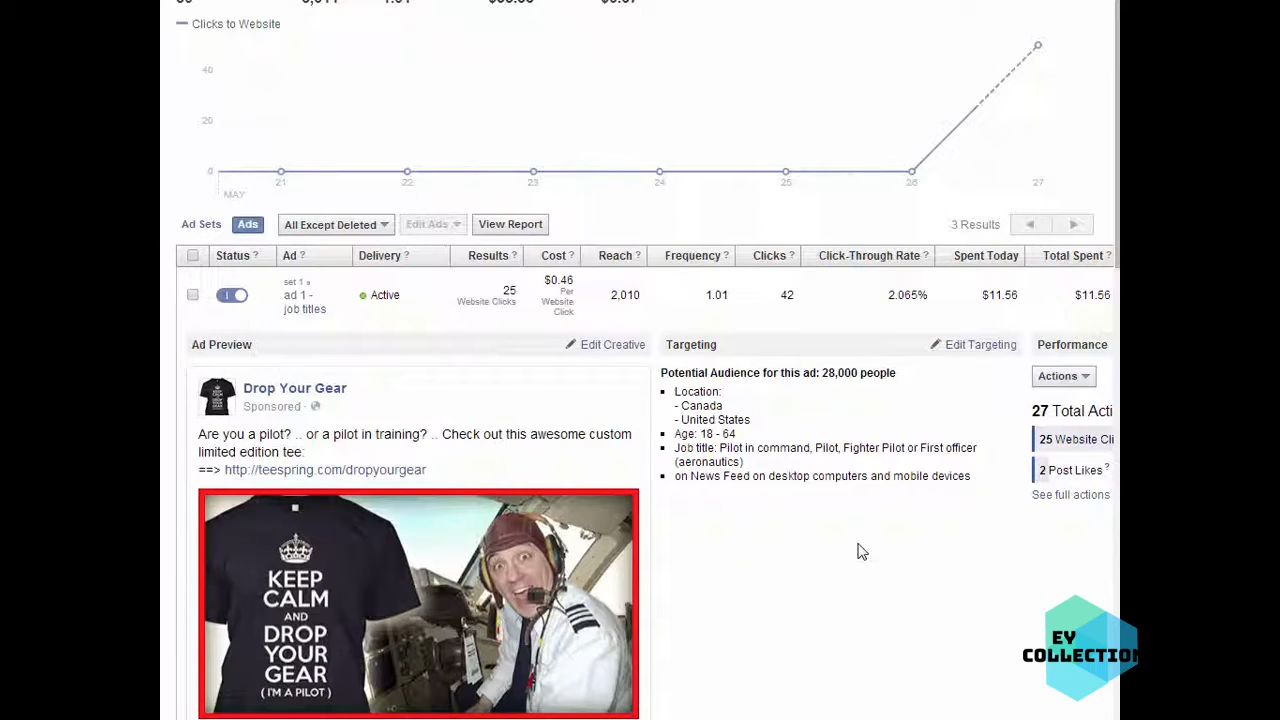 Clicks to Website
40
20
0
21 22 23 24 25 26 27
MAY
Ad Sets Ads All Except Deleted Edit Ads View Report 3 Results
Status ? Ad ? Delivery ? Results ? Cost ? Reach ? Frequency ? Clicks ? Click-Through Rate ? Spent Today Total Spent ?
set 1 »
ad 1 -
job titles
Active
25
Website Clicks
$0.46
Per
Website
Click
2,010 1.01 42 2.065% $11.56 $11.56
Ad Preview Edit Creative Targeting Edit Targeting Performance
Drop Your Gear
Sponsored ·
Are you a pilot? .. or a pilot in training? .. Check out this awesome custom
limited edition tee:
==> http://teespring.com/dropyourgear
KEEP
CALM
AND
DROP
YOUR
GEAR
( I'M A PILOT )
Potential Audience for this ad: 28,000 people
Location:
- Canada
- United States
Age: 18 - 64
Job title: Pilot in command, Pilot, Fighter Pilot or First officer
(aeronautics)
on News Feed on desktop computers and mobile devices
Actions
27 Total Acti
25 Website Cli
2 Post Likes ?
See full actions
EY
COLLECTION